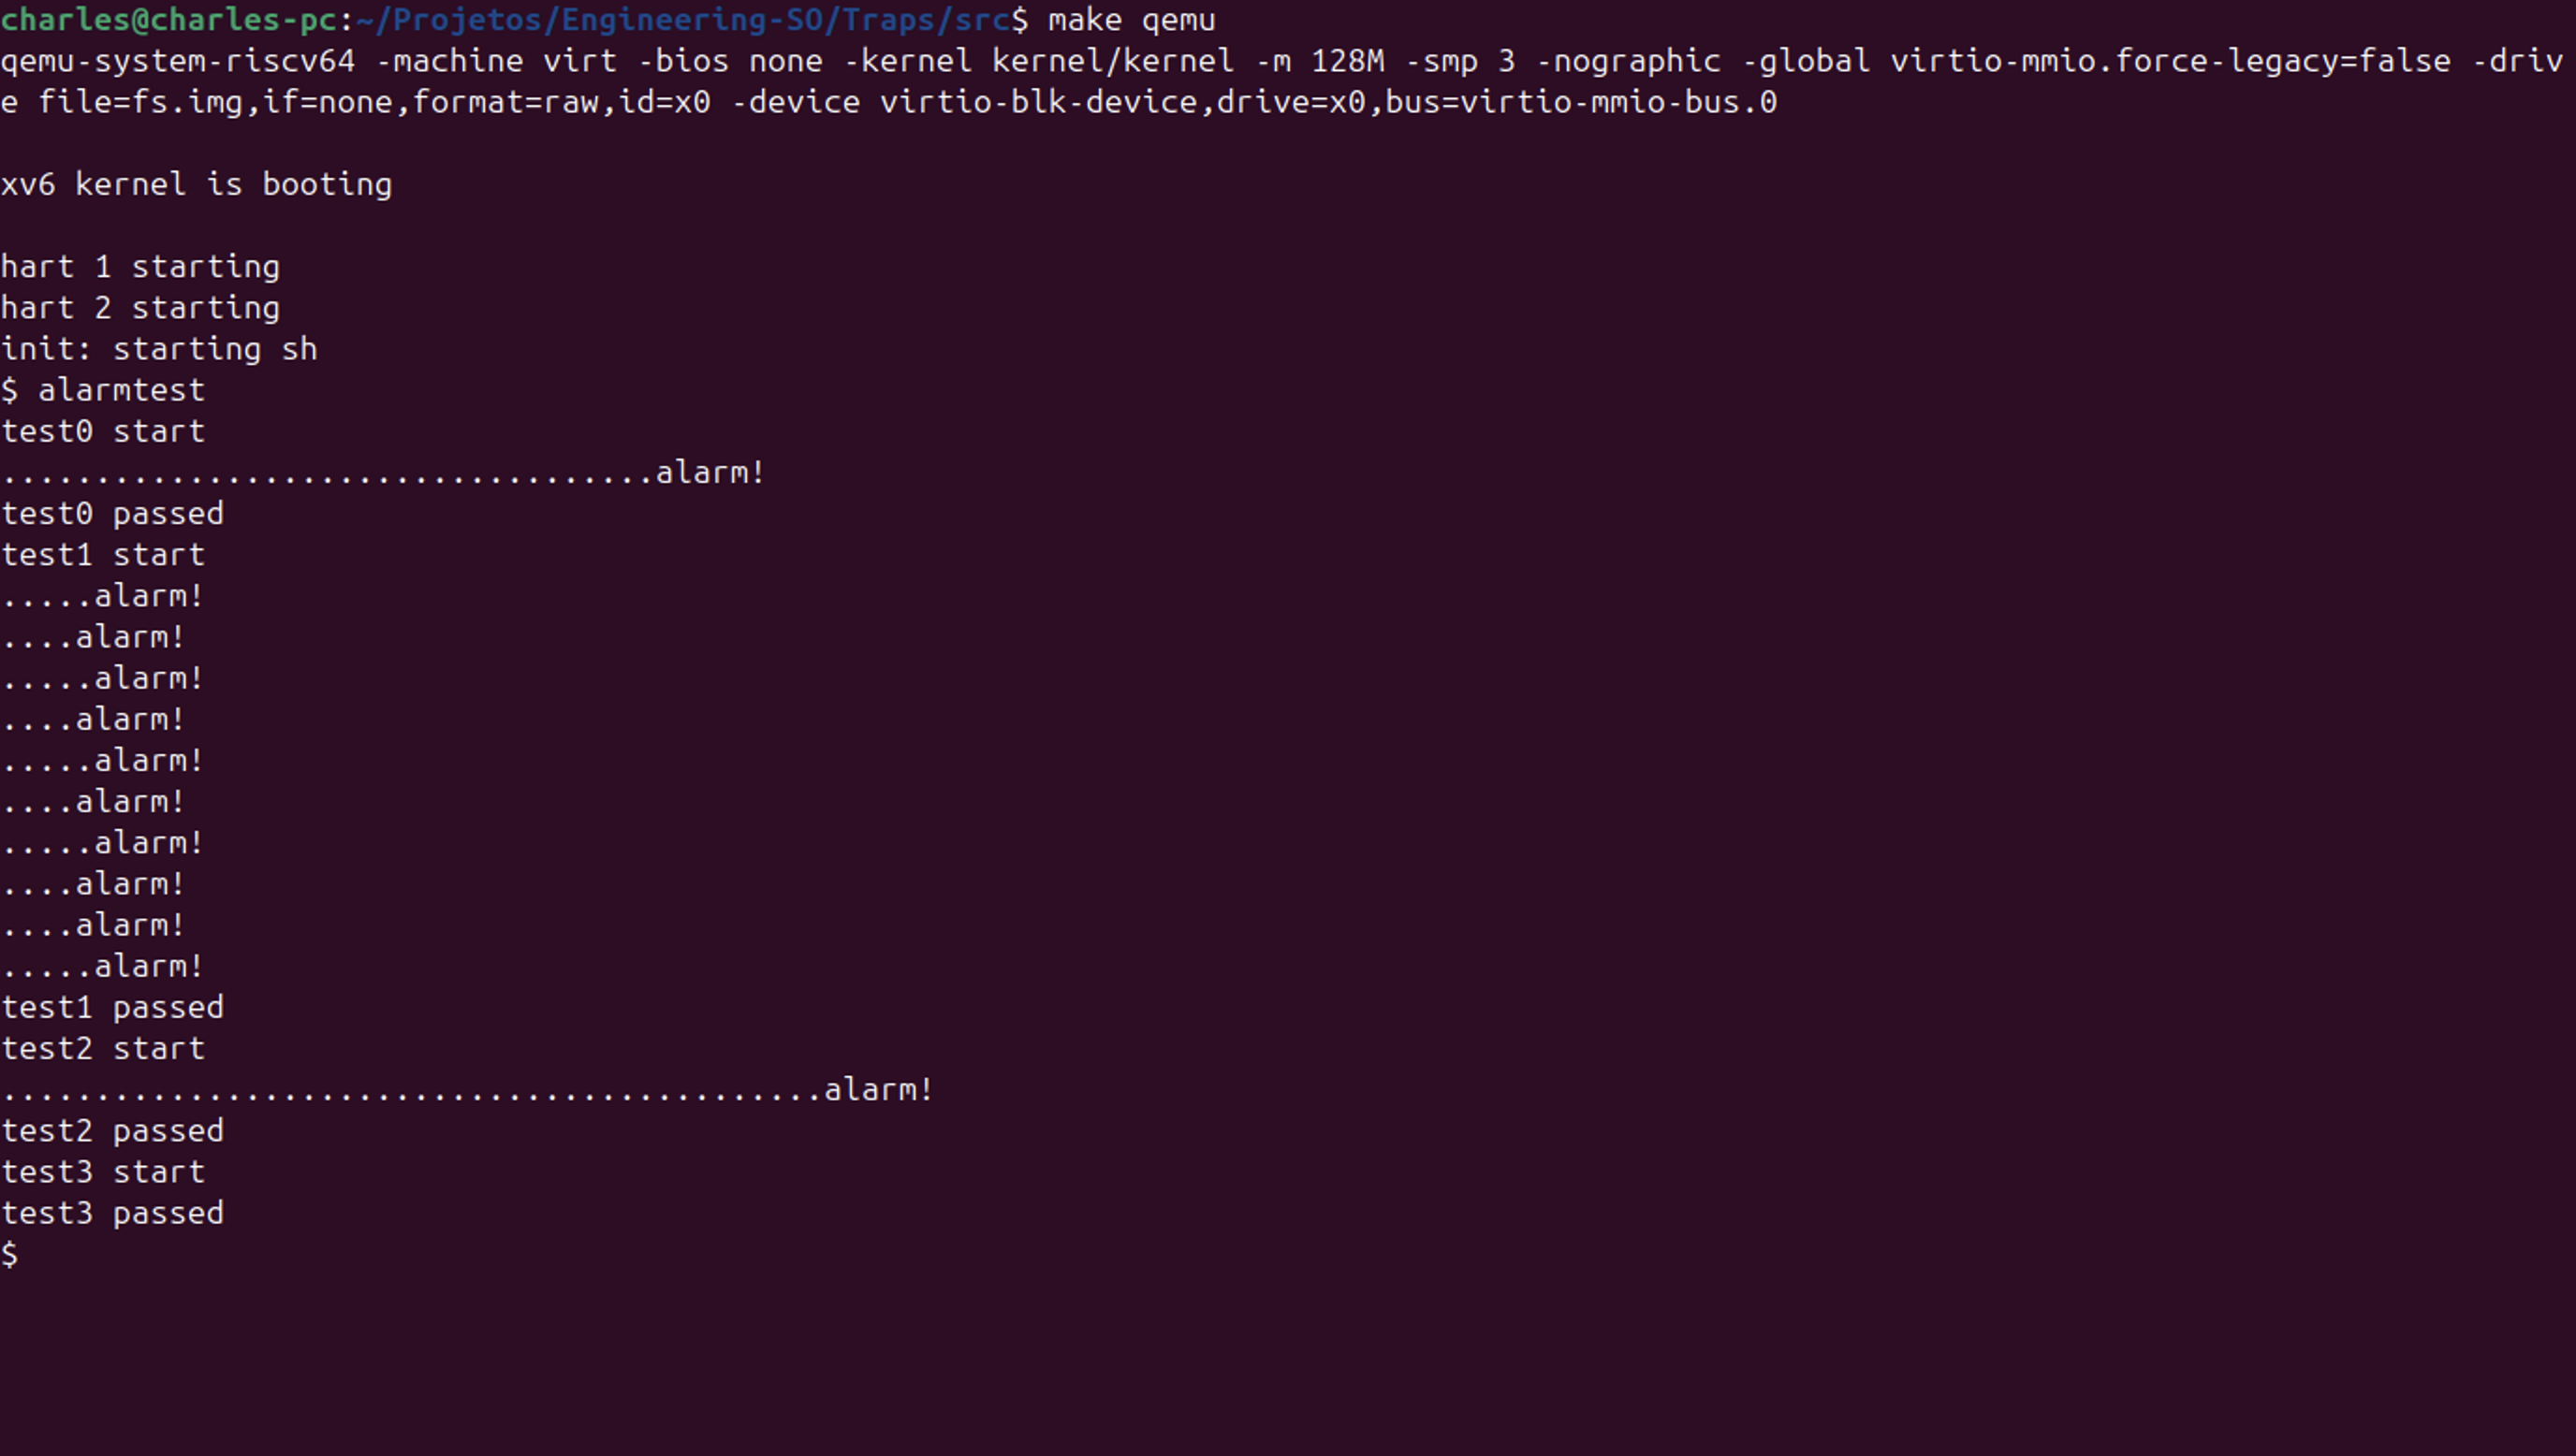 charles@charles-pc:~/Projetos/Engineering-SO/Traps/src$ make qemu
qemu-system-riscv64 -machine virt -bios none -kernel kernel/kernel -m 128M -smp 3 -nographic -global virtio-mmio.force-legacy=false -driv
e file=fs.img,if=none,format=raw,id=x0 -device virtio-blk-device,drive=x0,bus=virtio-mmio-bus.0
xv6 kernel is booting
hart 1 starting
hart 2 starting
init: starting sh
$ alarmtest
test0 start
...................................alarm!
test0 passed
test1 start
.....alarm!
....alarm!
.....alarm!
....alarm!
.....alarm!
....alarm!
.....alarm!
....alarm!
....alarm!
.....alarm!
test1 passed
test2 start
............................................alarm!
test2 passed
test3 start
test3 passed
$